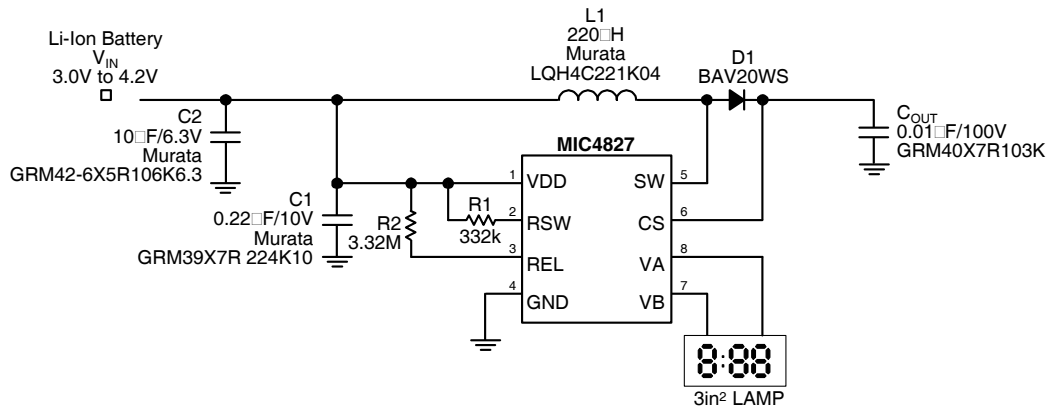 Li-Ion Battery
VIN
3.0V to 4.2V
C2
10□F/6.3V
Murata
GRM42-6X5R106K6.3
C1
0.22□F/10V
Murata
GRM39X7R 224K10
R2
3.32M
R1
332k
L1
220□H
Murata
LQH4C221K04
D1
BAV20WS
COUT
0.01□F/100V
GRM40X7R103K
MIC4827
1 VDD SW 5
2 RSW CS 6
3 REL VA 8
4 GND VB 7
8:88
3in² LAMP